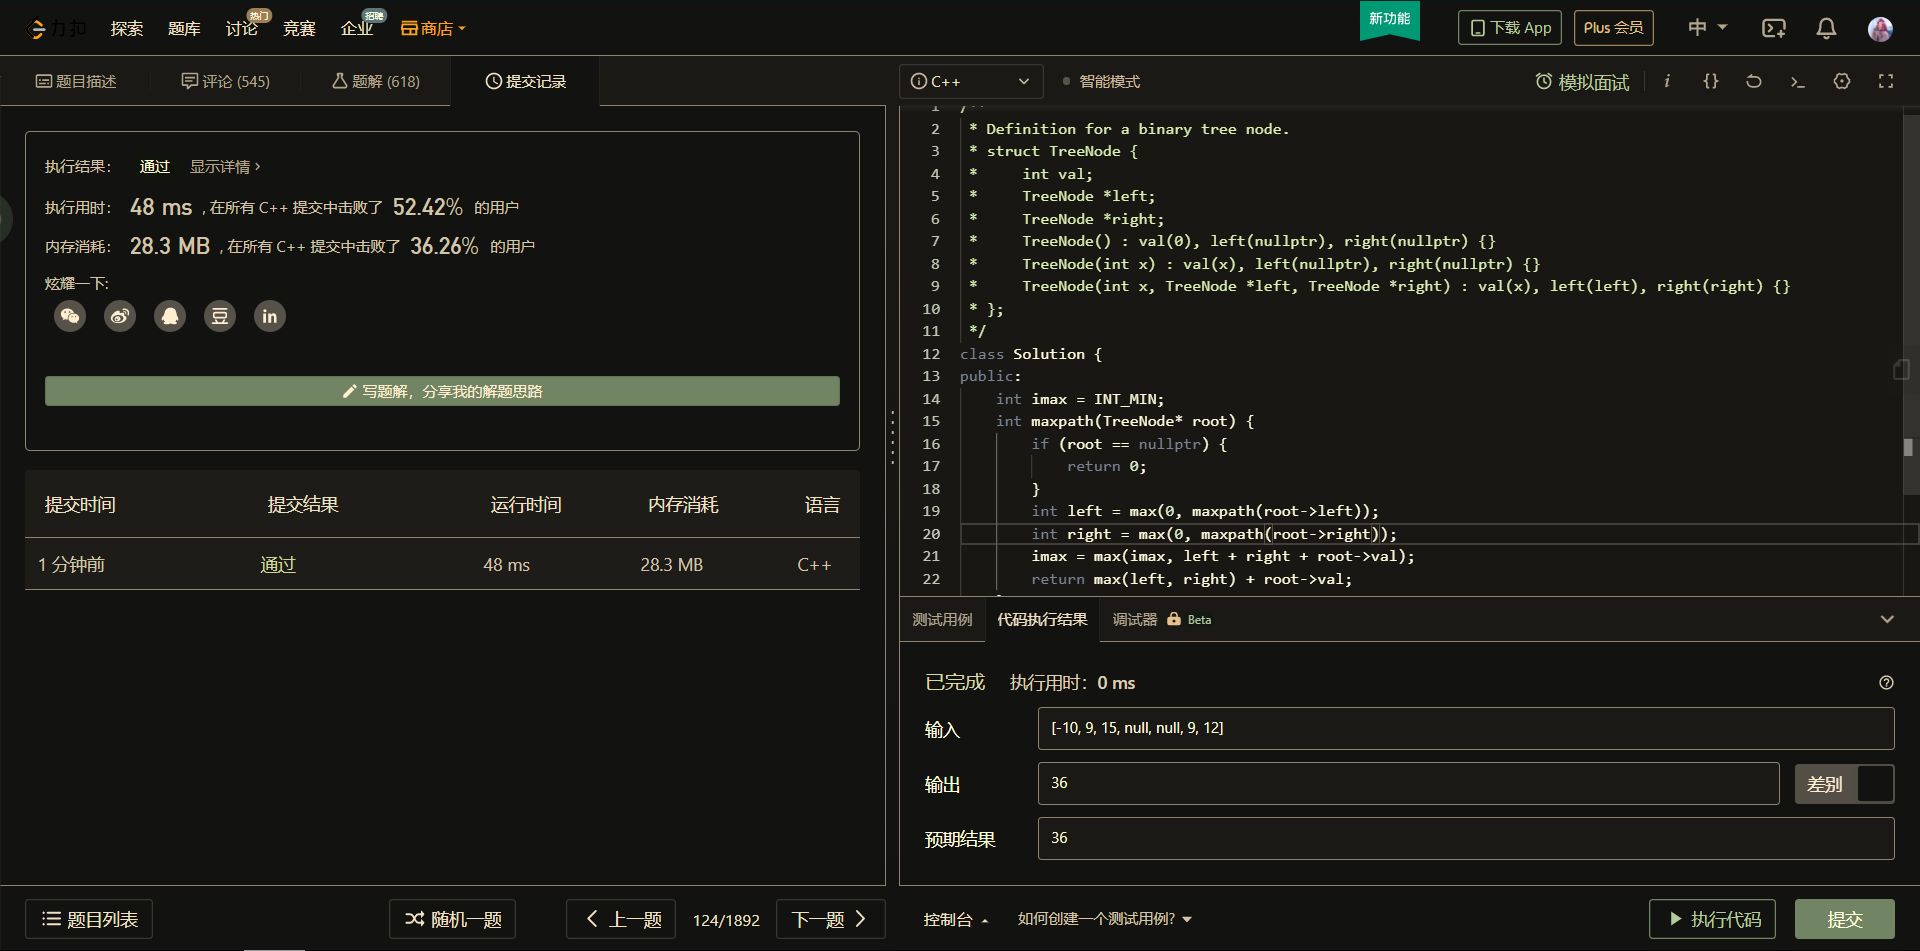 力扣
探索
题库
讨论
热门
竞赛
企业
招聘
商店
新功能
下载 App
Plus 会员
中
题目描述
评论 (545)
题解 (618)
提交记录
执行结果：
通过
显示详情 >
执行用时：
48 ms , 在所有 C++ 提交中击败了 52.42% 的用户
内存消耗：
28.3 MB , 在所有 C++ 提交中击败了 36.26% 的用户
炫耀一下:
豆
in
写题解，分享我的解题思路
提交时间 提交结果 运行时间 内存消耗 语言
1 分钟前 通过 48 ms 28.3 MB C++
题目列表
随机一题
上一题
124/1892
下一题
C++
智能模式
模拟面试
i
{}
1 /**
2 * Definition for a binary tree node.
3 * struct TreeNode {
4 *     int val;
5 *     TreeNode *left;
6 *     TreeNode *right;
7 *     TreeNode() : val(0), left(nullptr), right(nullptr) {}
8 *     TreeNode(int x) : val(x), left(nullptr), right(nullptr) {}
9 *     TreeNode(int x, TreeNode *left, TreeNode *right) : val(x), left(left), right(right) {}
10 * };
11 */
12 class Solution {
13 public:
14     int imax = INT_MIN;
15     int maxpath(TreeNode* root) {
16         if (root == nullptr) {
17             return 0;
18         }
19         int left = max(0, maxpath(root->left));
20         int right = max(0, maxpath(root->right));
21         imax = max(imax, left + right + root->val);
22         return max(left, right) + root->val;
测试用例
代码执行结果
调试器
Beta
已完成
执行用时：0 ms
输入
[-10, 9, 15, null, null, 9, 12]
输出
36
差别
预期结果
36
控制台
如何创建一个测试用例?
执行代码
提交